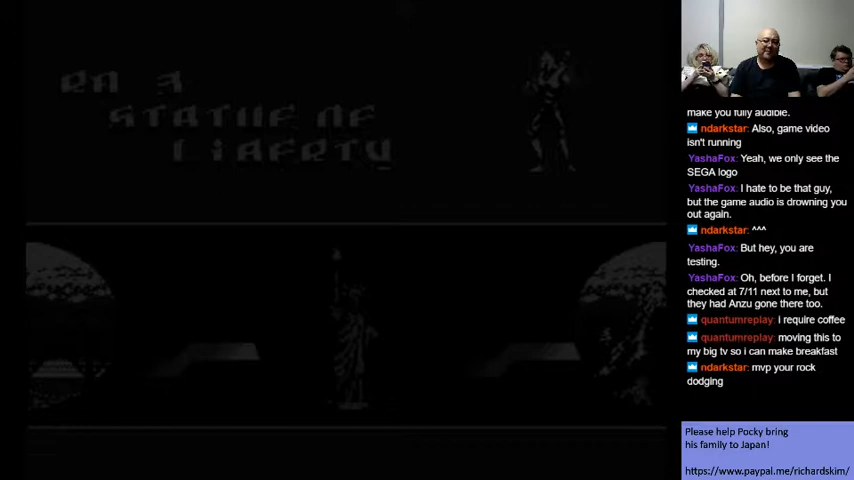 RA 3
STATUE OF
LIBERTY
make you fully audible.
ndarkstar: Also, game video
isn't running
YashaFox: Yeah, we only see the
SEGA logo
YashaFox: I hate to be that guy,
but the game audio is drowning you
out again.
ndarkstar: ^^^
YashaFox: But hey, you are
testing.
YashaFox: Oh, before I forget. I
checked at 7/11 next to me, but
they had Anzu gone there too.
quantumreplay: i require coffee
quantumreplay: moving this to
my big tv so i can make breakfast
ndarkstar: mvp your rock
dodging
Please help Pocky bring
his family to Japan!
https://www.paypal.me/richardskim/